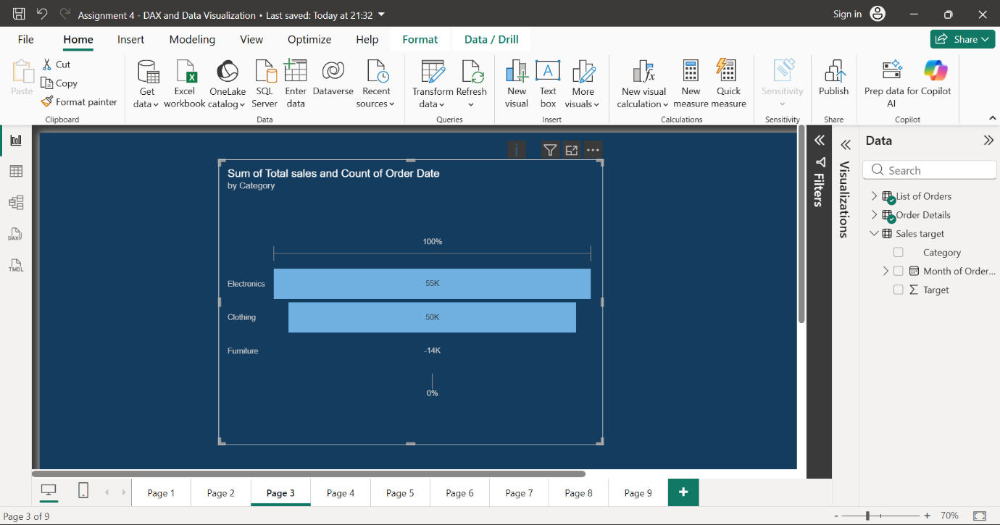 Assignment 4 - DAX and Data Visualization • Last saved: Today at 21:32
Sign in
File Home Insert Modeling View Optimize Help Format Data / Drill Share
Paste
Cut
Copy
Format painter
Clipboard
Get data
Excel workbook
OneLake catalog
SQL Server
Enter data
Dataverse
Recent sources
Data
Transform data
Refresh
Queries
New visual
Text box
More visuals
Insert
New visual calculation
New measure
Quick measure
Calculations
Sensitivity
Sensitivity
Publish
Share
Prep data for AI
Copilot
Copilot
DAX
TMDL
Sum of Total sales and Count of Order Date
by Category
100%
Electronics 55K
Clothing 50K
Furniture -14K
0%
Filters
Visualizations
Data
Search
List of Orders
Order Details
Sales target
Category
Month of Order...
Target
Page 1 Page 2 Page 3 Page 4 Page 5 Page 6 Page 7 Page 8 Page 9 +
Page 3 of 9
- + 70%